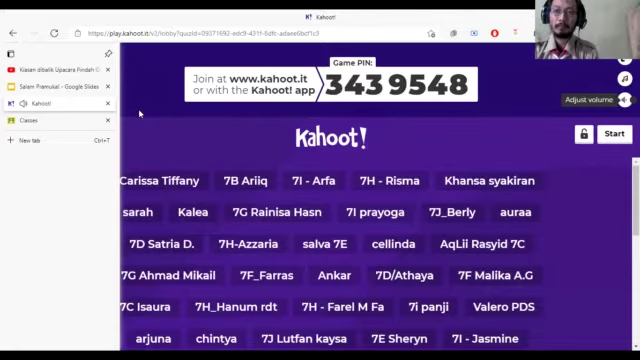 Kahoot!
https://play.kahoot.it/v2/lobby?quizId=09371692-edc9-431f-
Kiasan dibalik Upacara Pindah G
Salam Pramuka! - Google Slides
Kahoot!
Classes
New tab
Ctrl+T
Game PIN:
Join at www.kahoot.it
or with the Kahoot! app
343 9548
Adjust volume
Kahoot!
Start
Carissa Tiffany 7B Ariiq 7I - Arfa 7H - Risma Khansa syakiran
sarah Kalea 7G Rainisa Hasn 7I prayoga 7J_Berly auraa
7D Satria D. 7H-Azzaria salva 7E cellinda AqLii Rasyid 7C
7G Ahmad Mikail 7F_Farras Ankar 7D/Athaya 7F Malika A.G
7C Isaura 7H_Hanum rdt 7H - Farel M Fa 7i panji Valero PDS
arjuna chintya 7J Lutfan kaysa 7E Sheryn 7I - Jasmine